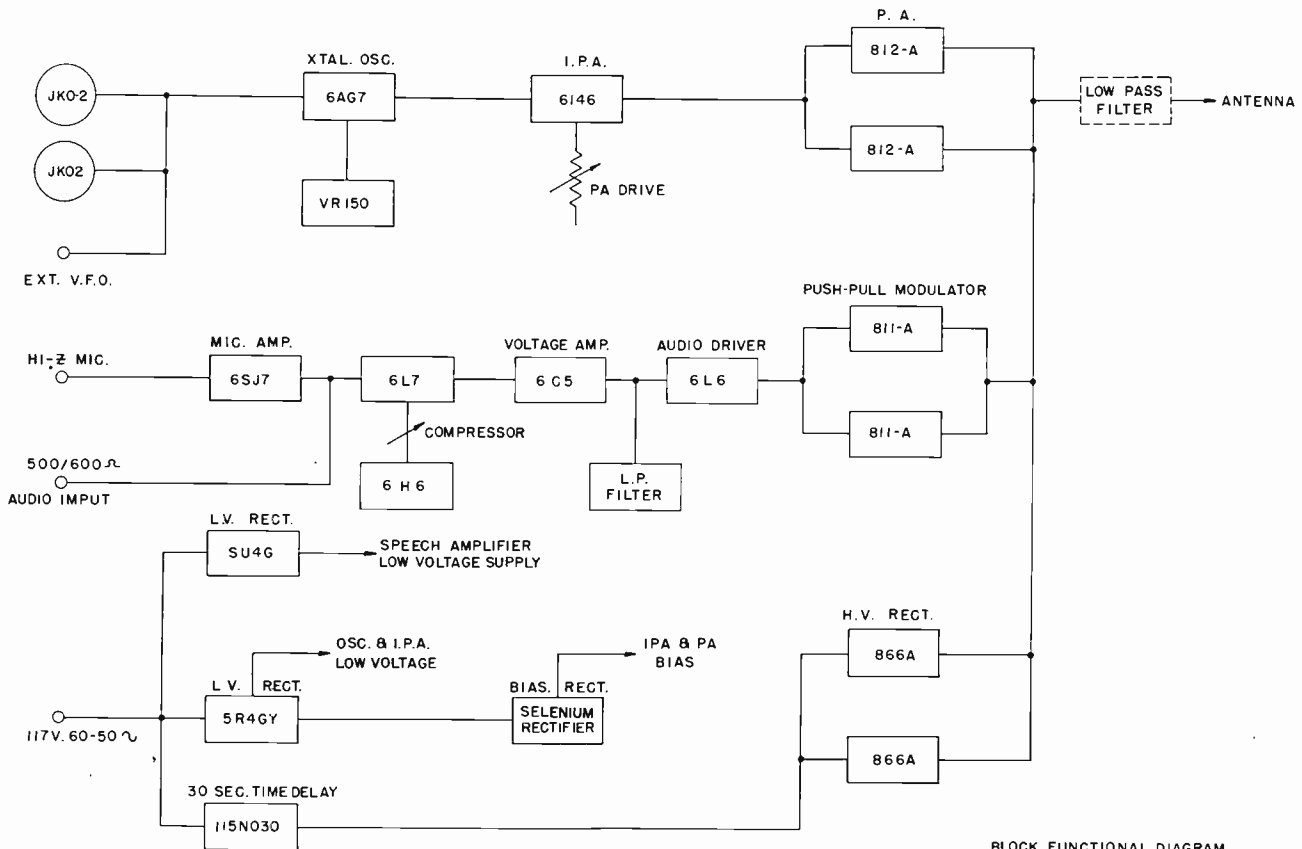 P. A.
812-A
XTAL. OSC.
6AG7
I.P.A.
6146
JKO-2
LOW PASS
FILTER
ANTENNA
812-A
JKO2
VR150
PA DRIVE
EXT. V.F.O.
PUSH-PULL MODULATOR
811-A
HI-Z MIC.
MIC. AMP.
6SJ7
6L7
VOLTAGE AMP.
6C5
AUDIO DRIVER
6L6
COMPRESSOR
811-A
500/600Ω
AUDIO IMPUT
6H6
L.P.
FILTER
L.V. RECT.
SU4G
SPEECH AMPLIFIER
LOW VOLTAGE SUPPLY
H.V. RECT.
866A
OSC. & I.P.A.
LOW VOLTAGE
IPA & PA
BIAS
L V. RECT.
5R4GY
BIAS. RECT.
SELENIUM
RECTIFIER
117V. 60-50 ~
866A
30 SEC. TIME DELAY
115NO30
BLOCK FUNCTIONAL DIAGRAM